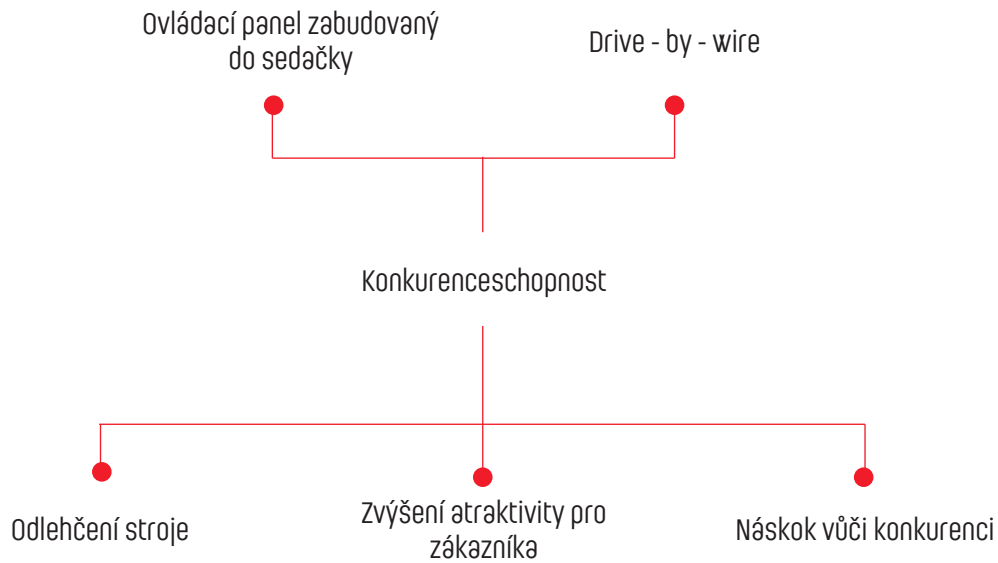 Ovládací panel zabudovaný
do sedačky
Drive - by - wire
Konkurenceschopnost
Odlehčení stroje
Zvýšení atraktivity pro
zákazníka
Náskok vůči konkurenci